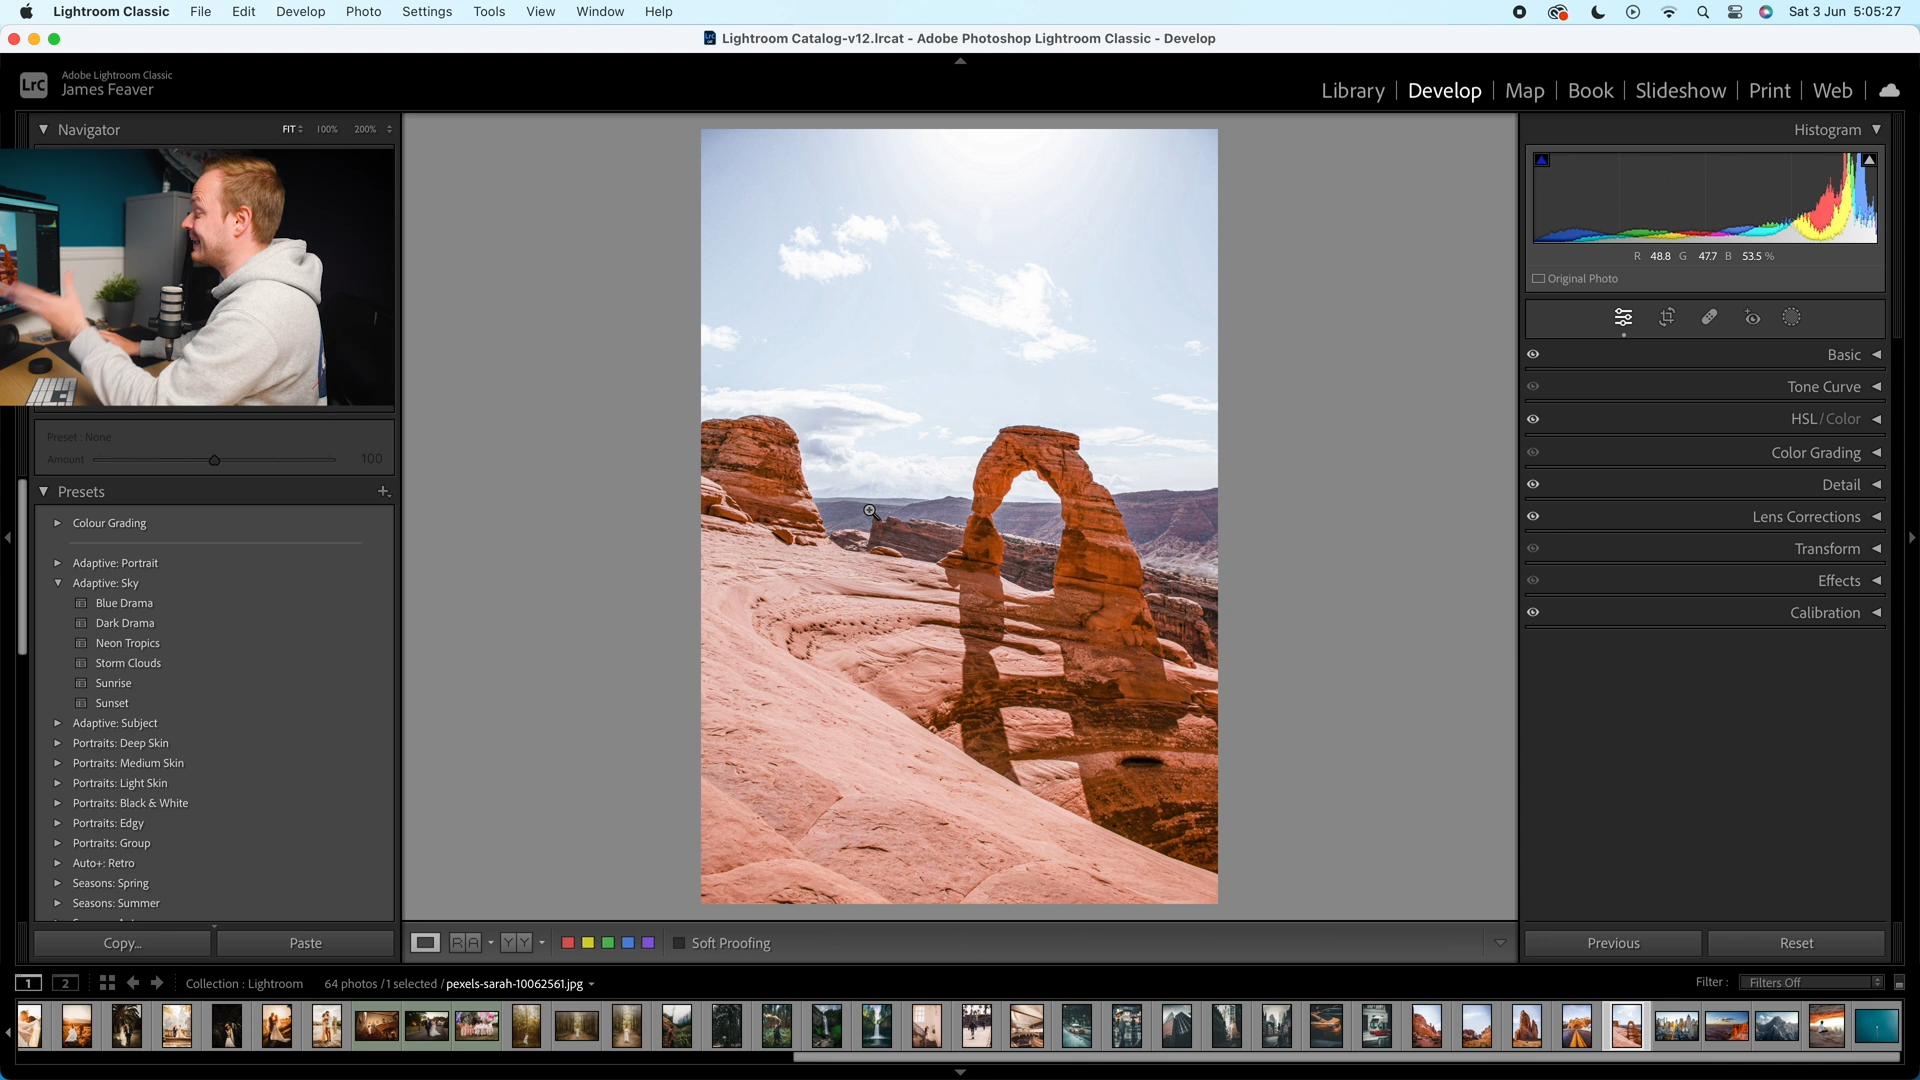 Lightroom Classic File Edit Develop Photo Settings Tools View Window Help Sat 3 Jun 5:05:27
Lightroom Catalog-v12.lrcat - Adobe Photoshop Lightroom Classic - Develop
LrC
Adobe Lightroom Classic
James Feaver
Library Develop Map Book Slideshow Print Web
Navigator FIT 100% 200%
Histogram
R 48.8 G 47.7 B 53.5 %
Original Photo
Basic
Tone Curve
HSL / Color
Color Grading
Detail
Lens Corrections
Transform
Effects
Calibration
Preset : None
Amount 100
Presets
Colour Grading
Adaptive: Portrait
Adaptive: Sky
Blue Drama
Dark Drama
Neon Tropics
Storm Clouds
Sunrise
Sunset
Adaptive: Subject
Portraits: Deep Skin
Portraits: Medium Skin
Portraits: Light Skin
Portraits: Black & White
Portraits: Edgy
Portraits: Group
Auto+: Retro
Seasons: Spring
Seasons: Summer
Copy... Paste
R A Y Y Soft Proofing
Previous Reset
1 2 Collection : Lightroom 64 photos / 1 selected / pexels-sarah-10062561.jpg
Filter : Filters Off